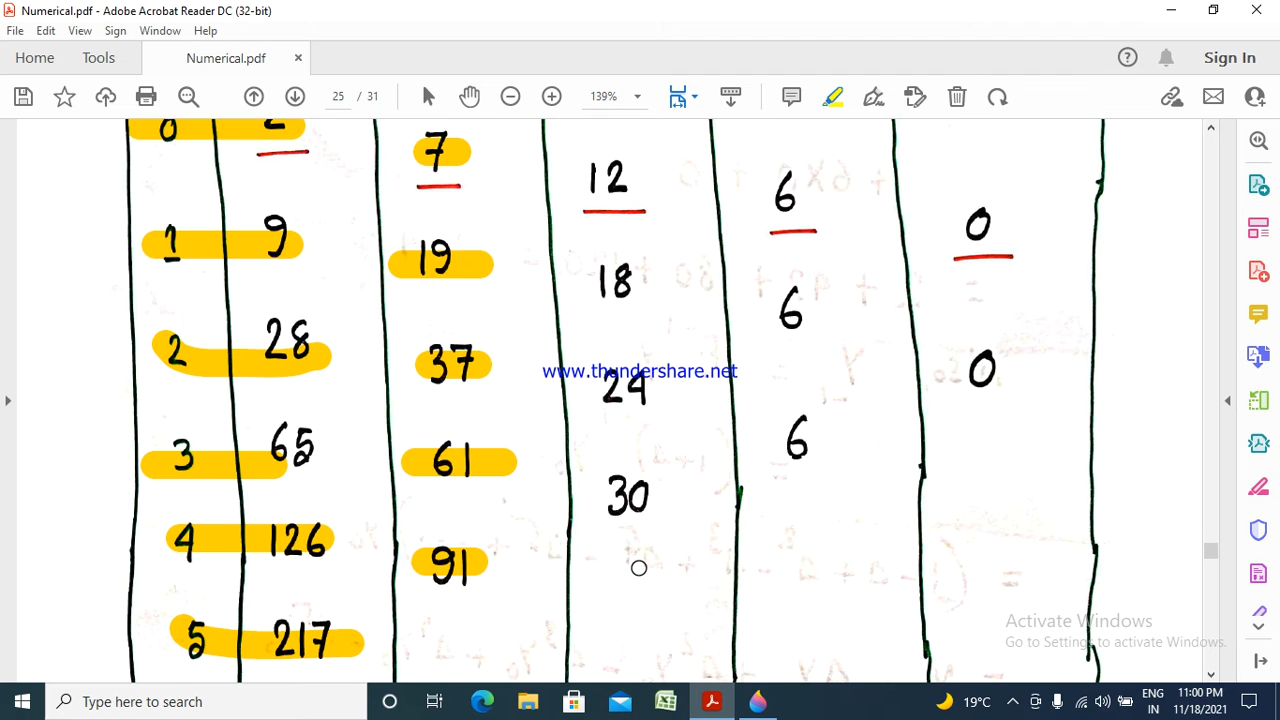 Numerical.pdf - Adobe Acrobat Reader DC (32-bit)
File Edit View Sign Window Help
Home Tools Numerical.pdf × Sign In
25 / 31 139%
0 2
7
12
6
0
1 9
19
18
6
0
2 28
37
24
6
3 65
61
30
4 126
91
5 217
www.thundershare.net
Activate Windows
Go to Settings to activate Windows.
Type here to search
19°C
ENG
IN
11:00 PM
11/18/2021